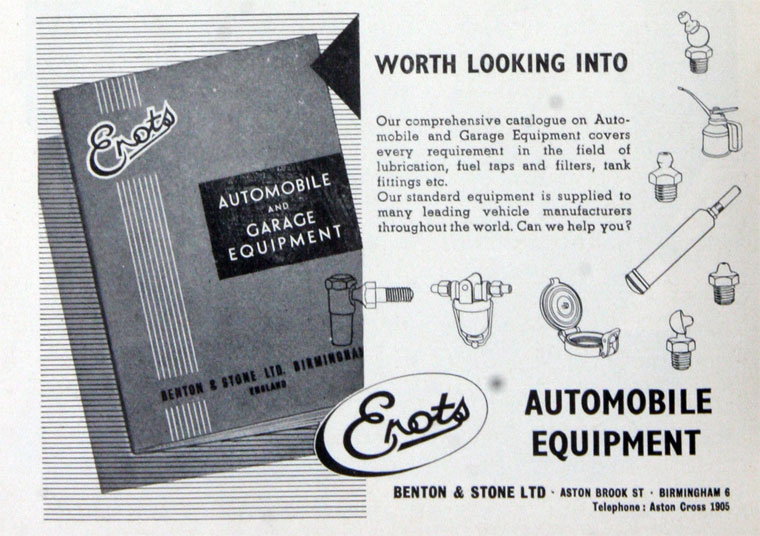 Enots
AUTOMOBILE
AND
GARAGE
EQUIPMENT
BENTON & STONE LTD. BIRMINGHAM
ENGLAND
WORTH LOOKING INTO
Our comprehensive catalogue on Auto-
mobile and Garage Equipment covers
every requirement in the field of
lubrication, fuel taps and filters, tank
fittings etc.
Our standard equipment is supplied to
many leading vehicle manufacturers
throughout the world. Can we help you?
Enots
AUTOMOBILE
EQUIPMENT
BENTON & STONE LTD · ASTON BROOK ST · BIRMINGHAM 6
Telephone : Aston Cross 1905